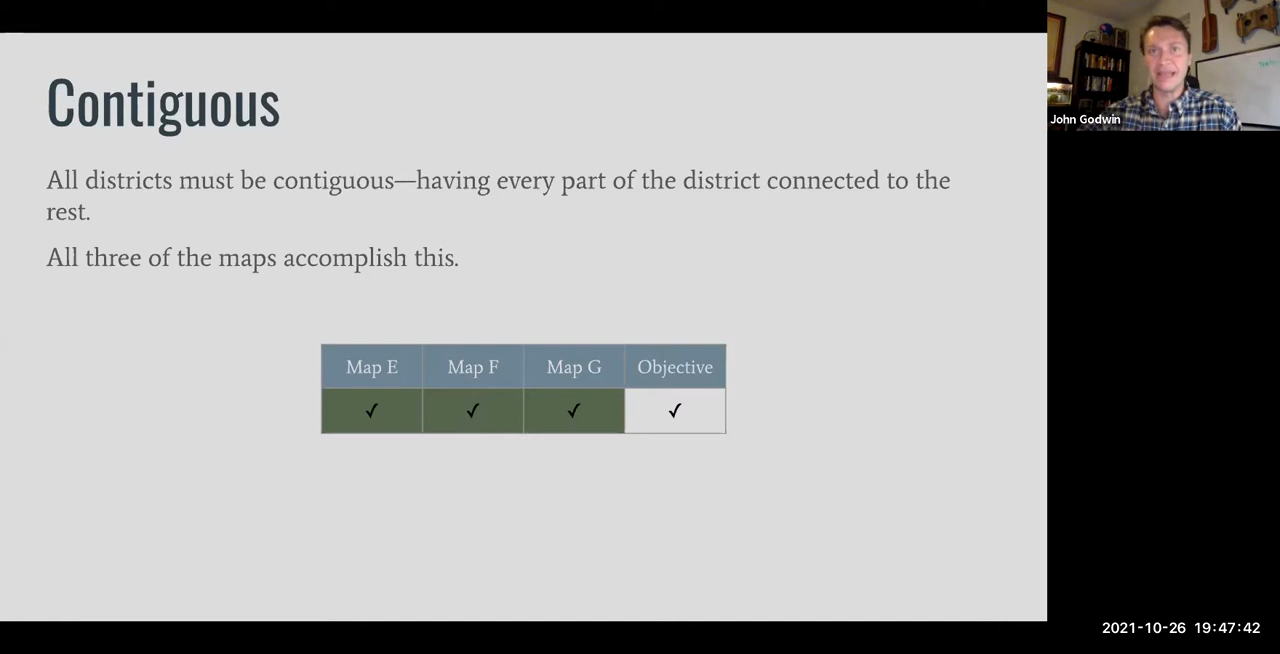 Contiguous
All districts must be contiguous—having every part of the district connected to the
rest.
All three of the maps accomplish this.
Map E Map F Map G Objective
✓ ✓ ✓ ✓
John Godwin
2021-10-26 19:47:42